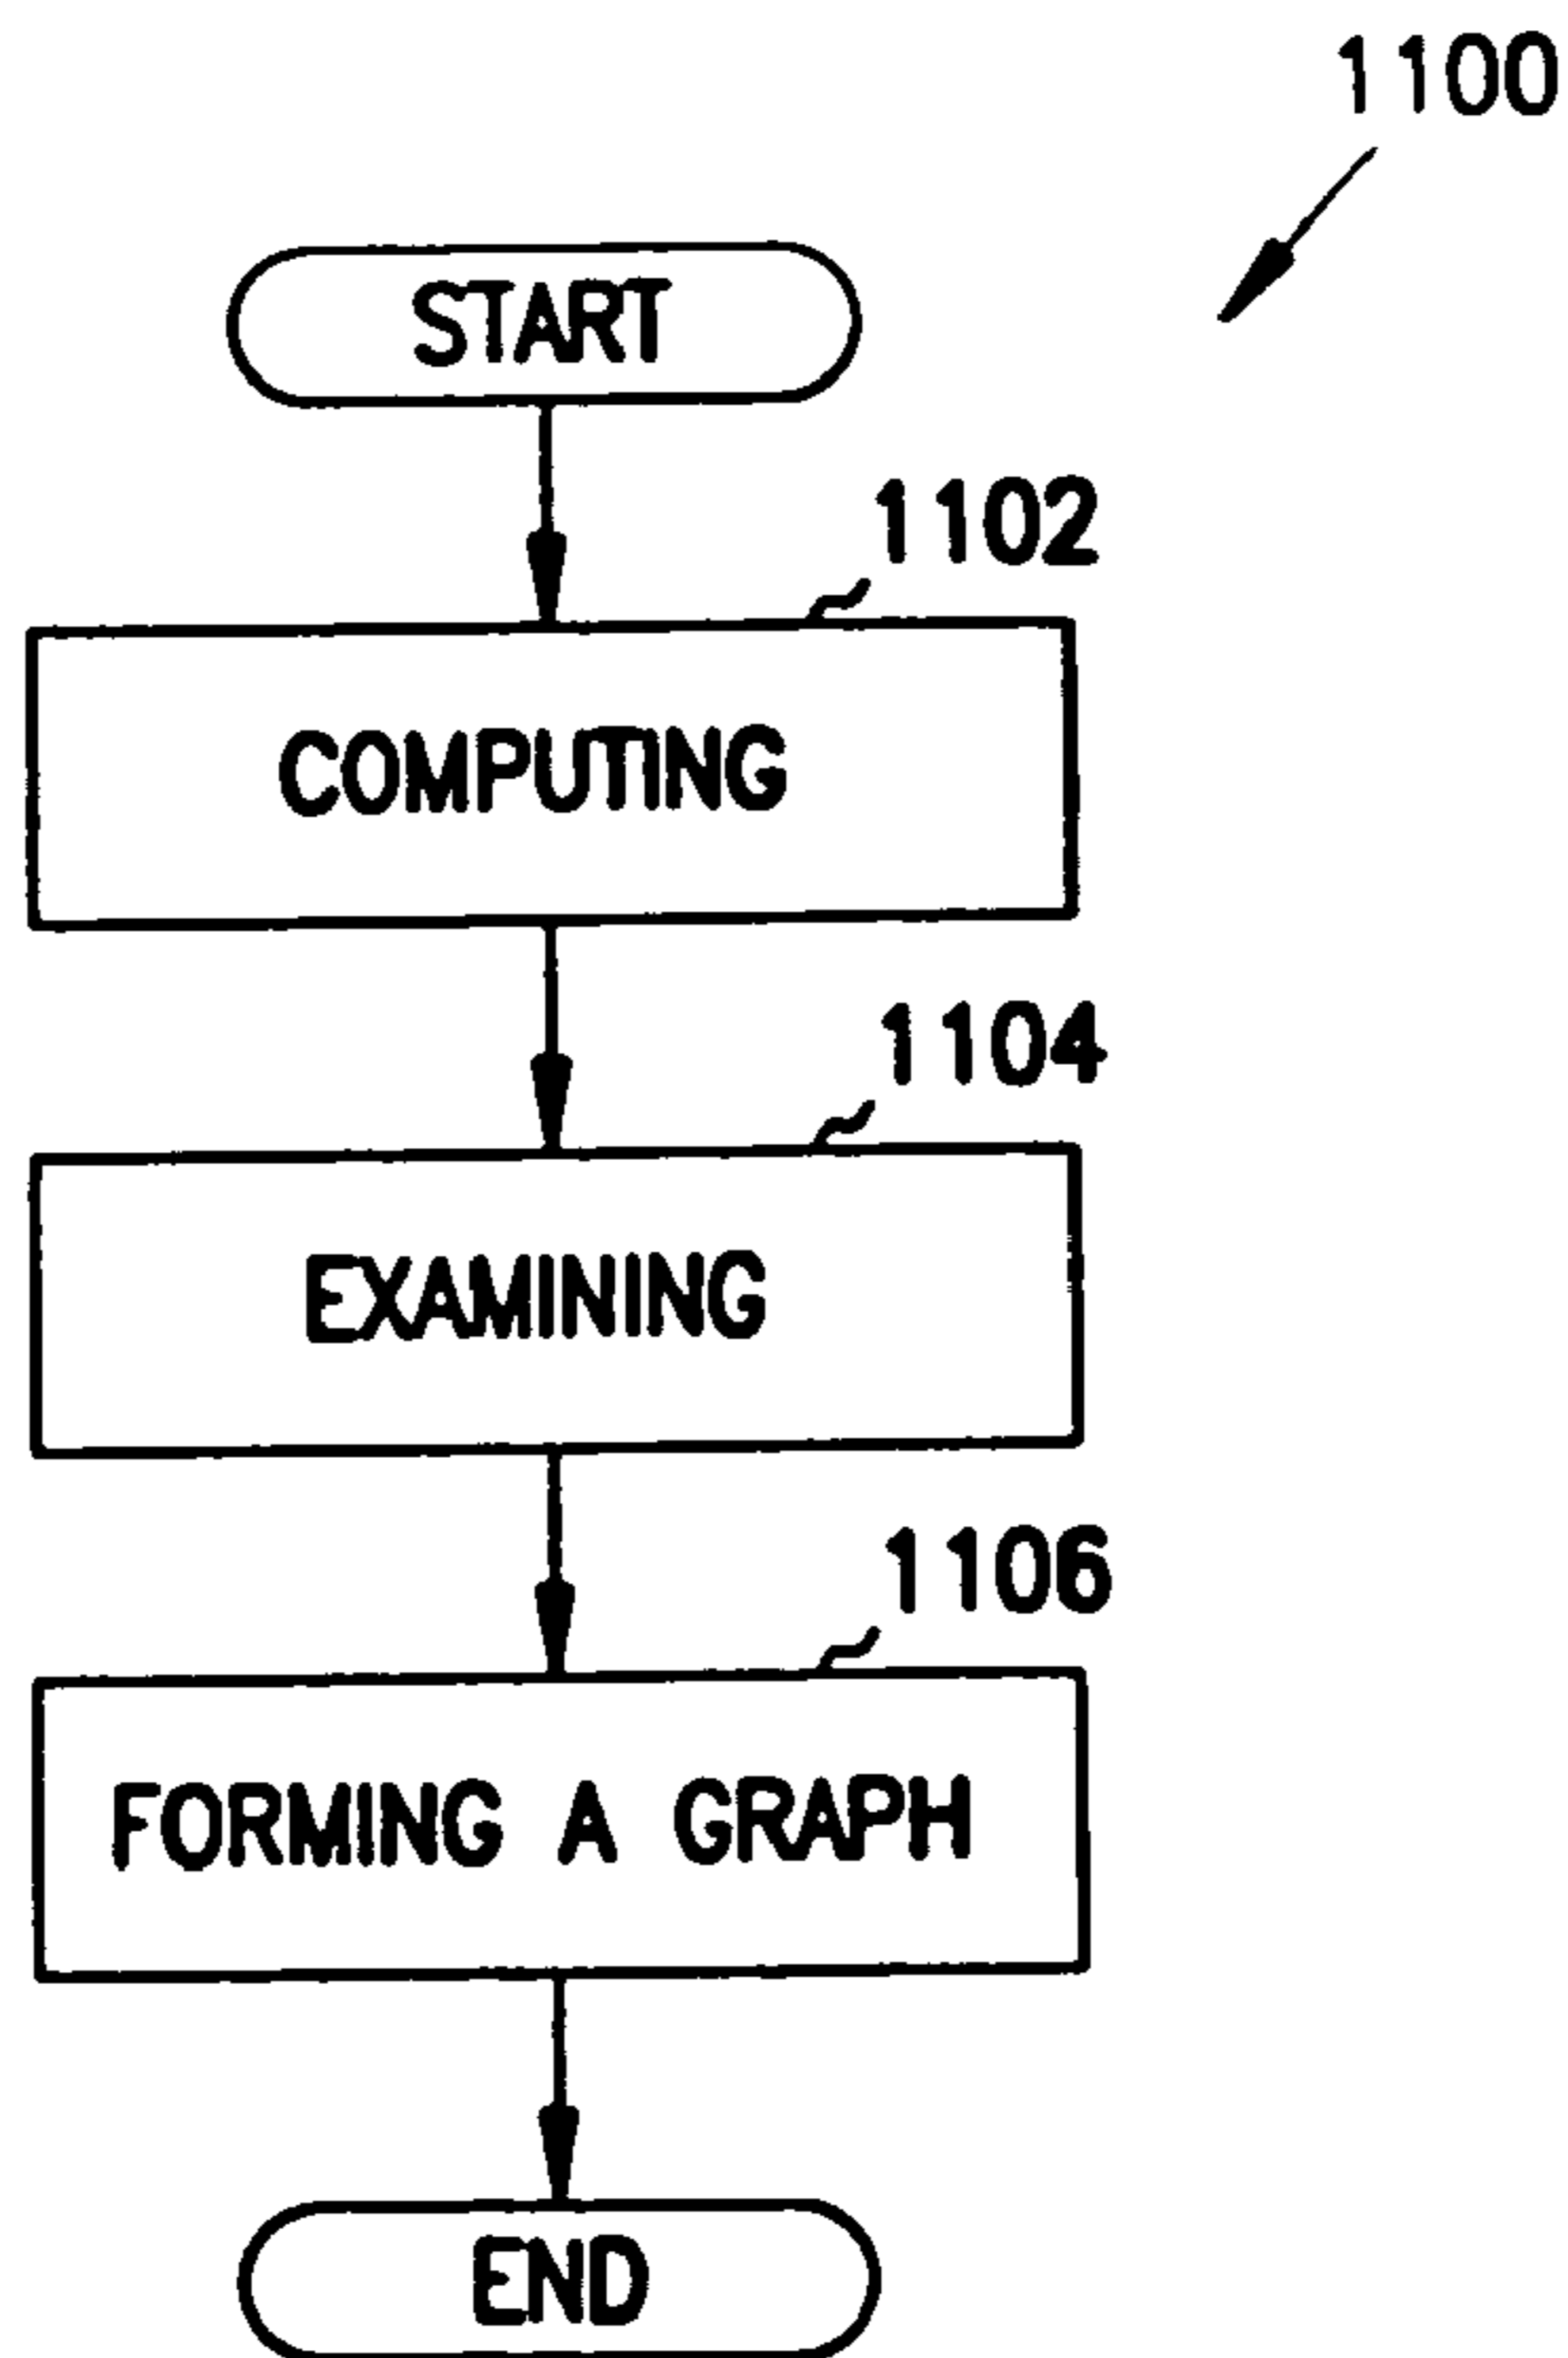 1100
START
1102
COMPUTING
1104
EXAMINING
1106
FORMING A GRAPH
END